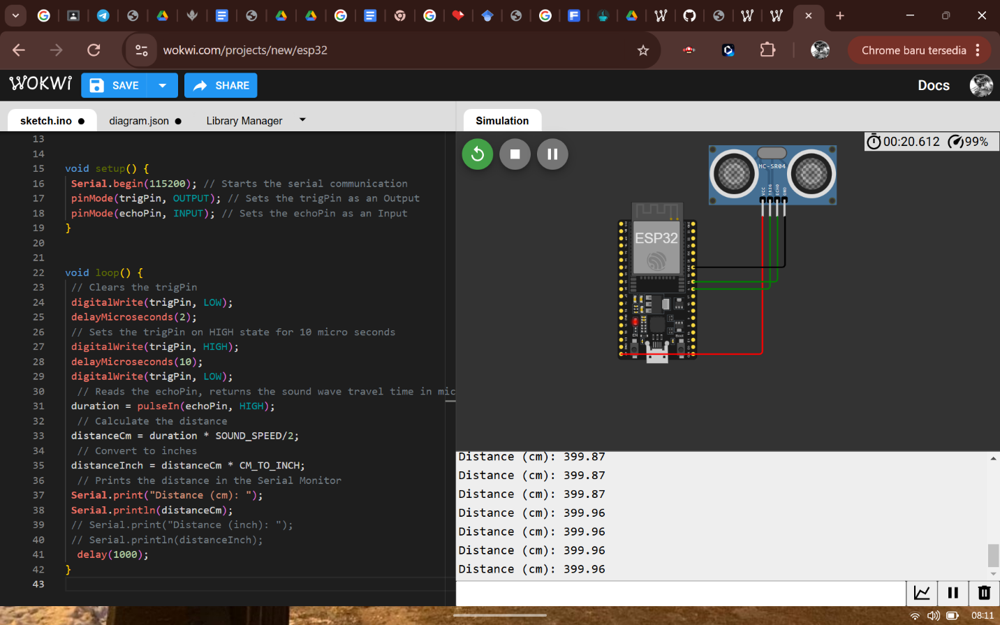 wokwi.com/projects/new/esp32
Chrome baru tersedia
WOKWI
SAVE
SHARE
Docs
sketch.ino
diagram.json
Library Manager
Simulation
13
14
15 void setup() {
16 Serial.begin(115200); // Starts the serial communication
17 pinMode(trigPin, OUTPUT); // Sets the trigPin as an Output
18 pinMode(echoPin, INPUT); // Sets the echoPin as an Input
19 }
20
21
22 void loop() {
23 // Clears the trigPin
24 digitalWrite(trigPin, LOW);
25 delayMicroseconds(2);
26 // Sets the trigPin on HIGH state for 10 micro seconds
27 digitalWrite(trigPin, HIGH);
28 delayMicroseconds(10);
29 digitalWrite(trigPin, LOW);
30 // Reads the echoPin, returns the sound wave travel time in mic
31 duration = pulseIn(echoPin, HIGH);
32 // Calculate the distance
33 distanceCm = duration * SOUND_SPEED/2;
34 // Convert to inches
35 distanceInch = distanceCm * CM_TO_INCH;
36 // Prints the distance in the Serial Monitor
37 Serial.print("Distance (cm): ");
38 Serial.println(distanceCm);
39 // Serial.print("Distance (inch): ");
40 // Serial.println(distanceInch);
41 delay(1000);
42 }
43
00:20.612
99%
HC-SR04
VCC
TRIG
ECHO
GND
ESP32
EN
Boot
Distance (cm): 399.87
Distance (cm): 399.87
Distance (cm): 399.87
Distance (cm): 399.96
Distance (cm): 399.96
Distance (cm): 399.96
Distance (cm): 399.96
08:11